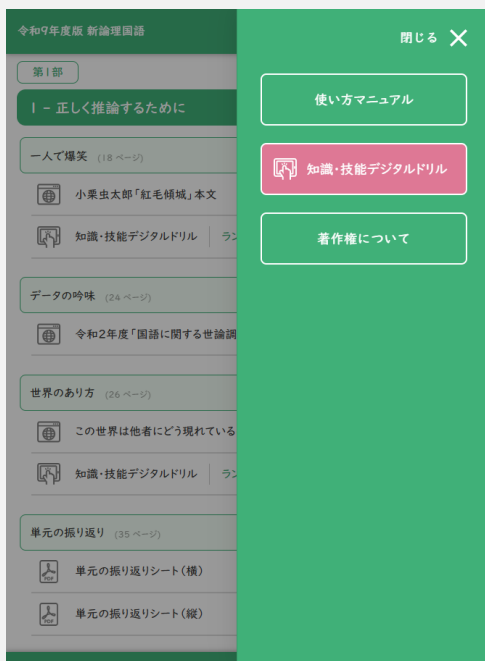 令和9年度版 新論理国語
第1部
1 - 正しく推論するために
一人で爆笑 (18 ページ)
小栗虫太郎「紅毛傾城」本文
知識・技能デジタルドリル
データの吟味 (24 ページ)
令和2年度「国語に関する世論調
世界のあり方 (26 ページ)
この世界は他者にどう現れている
知識・技能デジタルドリル
単元の振り返り (35 ページ)
PDF
単元の振り返りシート(横)
PDF
単元の振り返りシート(縦)
閉じる
使い方マニュアル
知識・技能デジタルドリル
著作権について